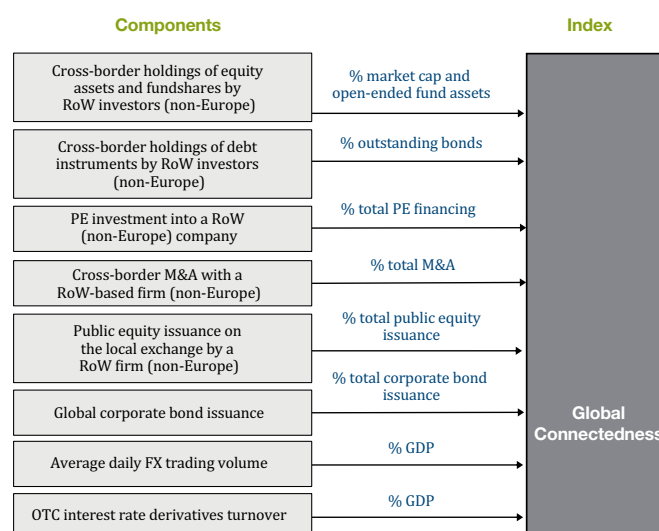 Components
Index
Cross-border holdings of equity
assets and fundshares by
RoW investors (non-Europe)
% market cap and
open-ended fund assets
Cross-border holdings of debt
instruments by RoW investors
(non-Europe)
% outstanding bonds
PE investment into a RoW
(non-Europe) company
% total PE financing
Cross-border M&A with a
RoW-based firm (non-Europe)
% total M&A
Public equity issuance on
the local exchange by a
RoW firm (non-Europe)
% total public equity
issuance
Global corporate bond issuance
% total corporate bond
issuance
Average daily FX trading volume
% GDP
OTC interest rate derivatives turnover
% GDP
Global
Connectedness